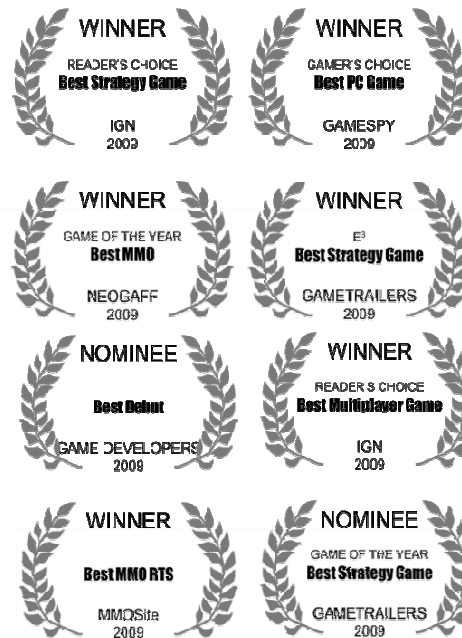 WINNER
READER'S CHOICE
Best Strategy Game
IGN
2009
WINNER
GAMER'S CHOICE
Best PC Game
GAMESPY
2009
WINNER
GAME OF THE YEAR
Best MMO
NEOGAFF
2009
WINNER
E³
Best Strategy Game
GAMETRAILERS
2009
NOMINEE
Best Debut
GAME DEVELOPERS
2009
WINNER
READER S CHOICE
Best Multiplayer Game
IGN
2009
WINNER
Best MMO RTS
MMOSite
2009
NOMINEE
GAME OF THE YEAR
Best Strategy Game
GAMETRAILERS
2009